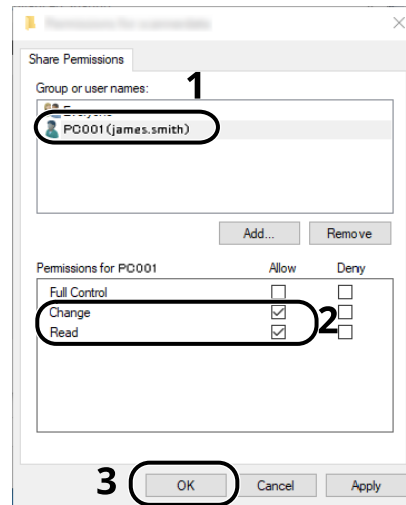 Share Permissions
Group or user names:
1
Everyone
PC001(james.smith)
Add... Remove
Permissions for PC001 Allow Deny
Full Control
Change
Read
2
3
OK Cancel Apply